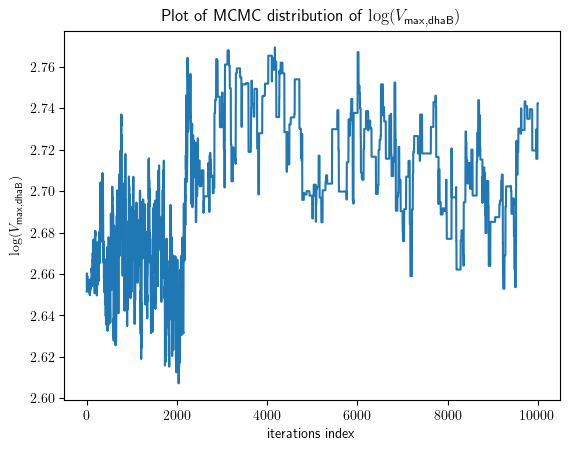 Plot of MCMC distribution of log(V_max,dhaB)
log(V_max,dhaB)
2.76
2.74
2.72
2.70
2.68
2.66
2.64
2.62
2.60
0 2000 4000 6000 8000 10000
iterations index